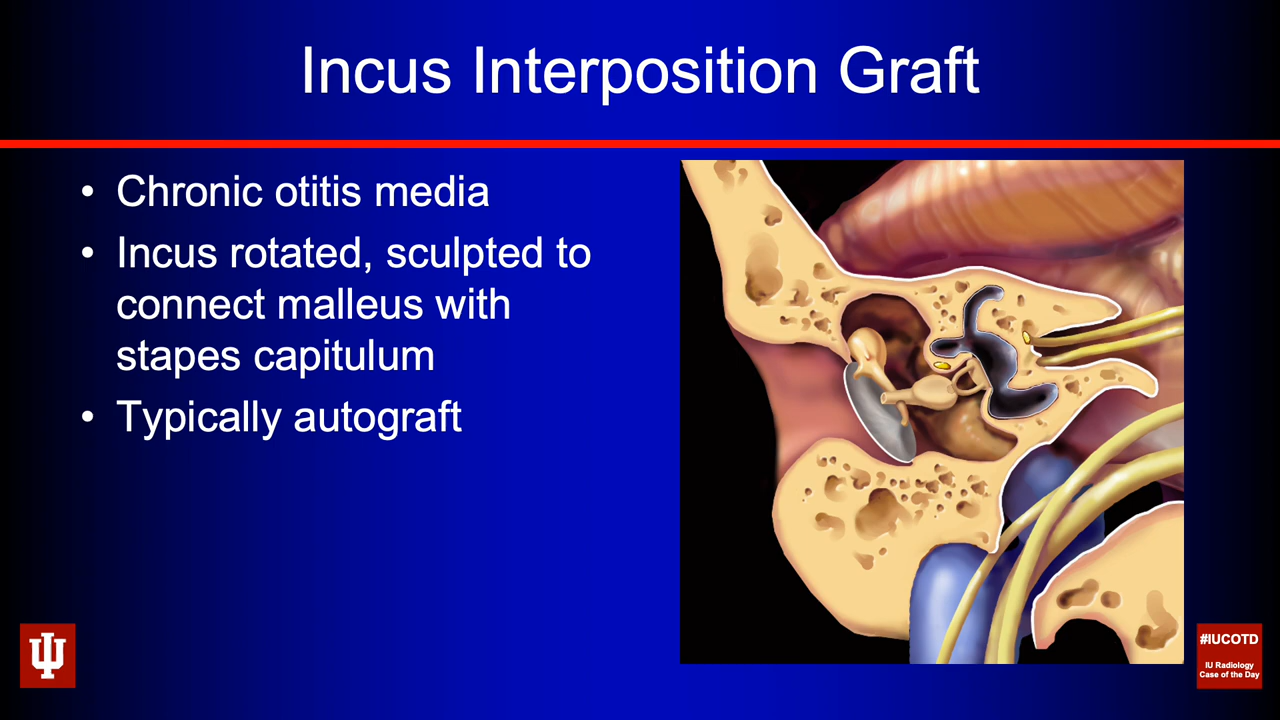 Incus Interposition Graft
• Chronic otitis media
• Incus rotated, sculpted to
connect malleus with
stapes capitulum
• Typically autograft
#IUCOTD
IU Radiology
Case of the Day